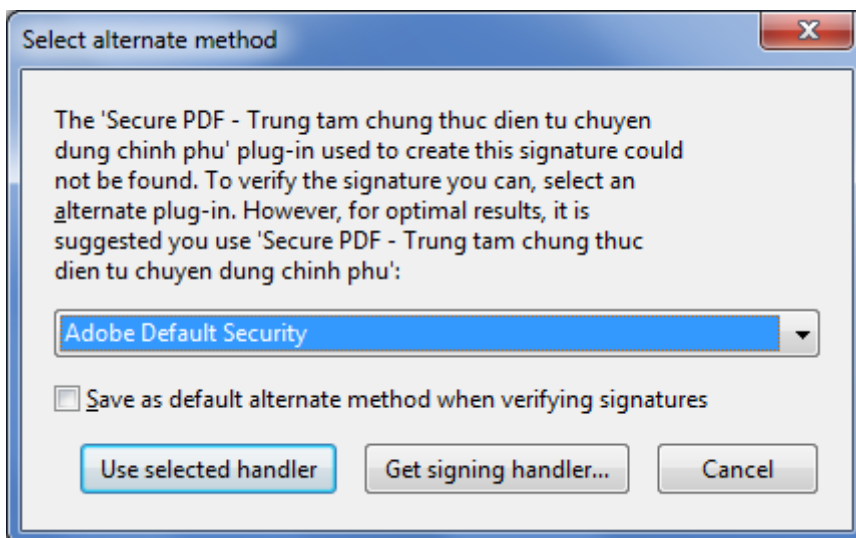 Select alternate method
The 'Secure PDF - Trung tam chung thuc dien tu chuyen
dung chinh phu' plug-in used to create this signature could
not be found. To verify the signature you can, select an
alternate plug-in. However, for optimal results, it is
suggested you use 'Secure PDF - Trung tam chung thuc
dien tu chuyen dung chinh phu':
Adobe Default Security
Save as default alternate method when verifying signatures
Use selected handler Get signing handler... Cancel